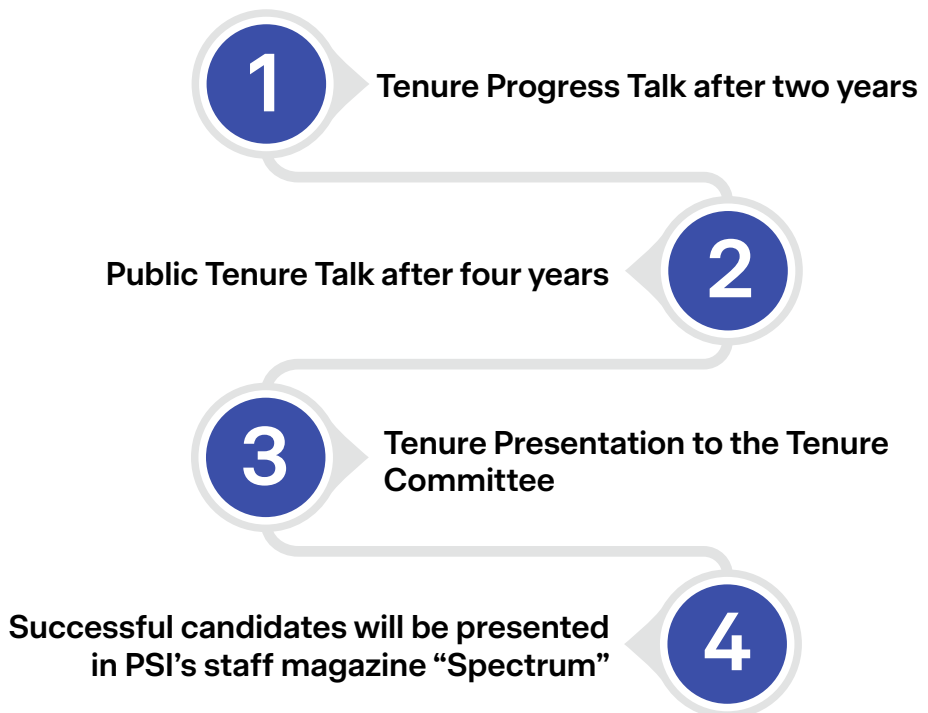 1
Tenure Progress Talk after two years
2
Public Tenure Talk after four years
3
Tenure Presentation to the Tenure
Committee
4
Successful candidates will be presented
in PSI’s staff magazine “Spectrum”